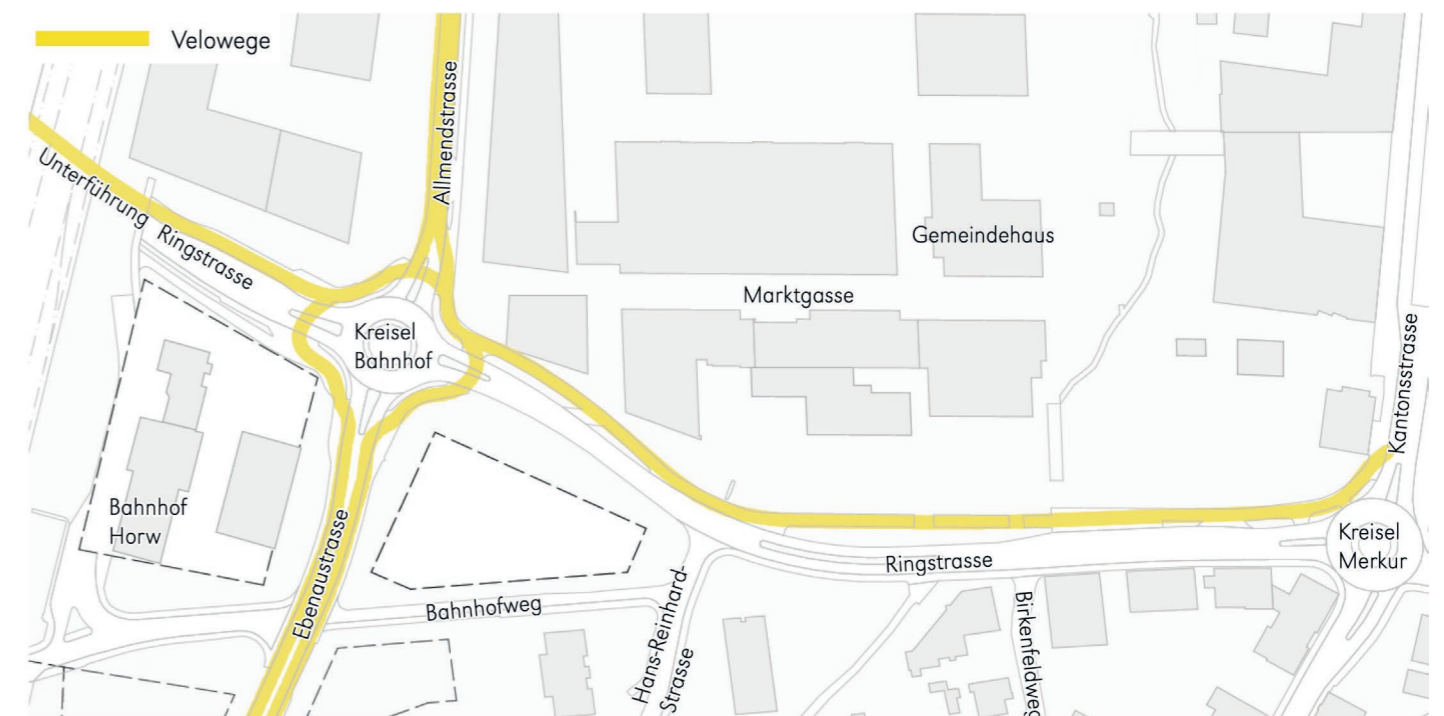 Velowege
Allmendstrasse
Unterführung
Ringstrasse
Gemeindehaus
Marktgasse
Kreisel
Bahnhof
Kantonsstrasse
Bahnhof
Horw
Ebenaustrasse
Kreisel
Merkur
Ringstrasse
Bahnhofweg
Hans-Reinhard-
Strasse
Birkenfeldweg